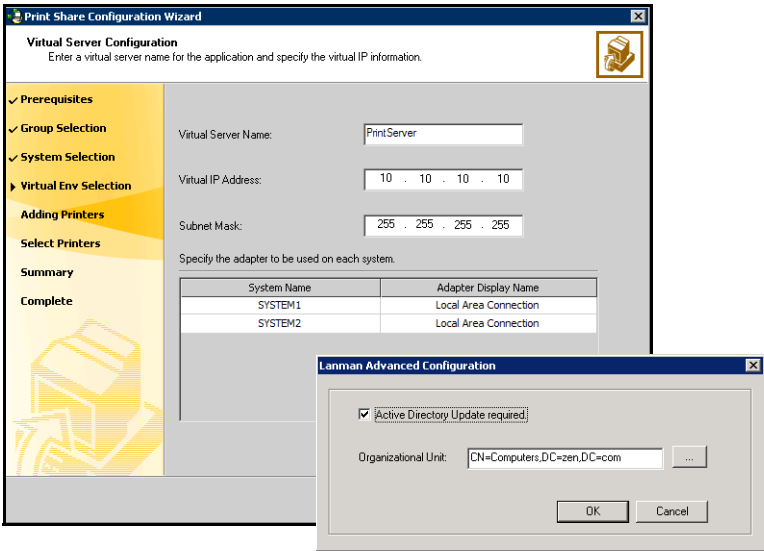 Print Share Configuration Wizard
Virtual Server Configuration
Enter a virtual server name for the application and specify the virtual IP information.
Prerequisites
Group Selection
System Selection
Virtual Env Selection
Adding Printers
Select Printers
Summary
Complete
Virtual Server Name: PrintServer
Virtual IP Address: 10 . 10 . 10 . 10
Subnet Mask: 255 . 255 . 255 . 255
Specify the adapter to be used on each system.
System Name Adapter Display Name
SYSTEM1 Local Area Connection
SYSTEM2 Local Area Connection
Lanman Advanced Configuration
Active Directory Update required.
Organizational Unit: CN=Computers,DC=zen,DC=com ...
OK Cancel